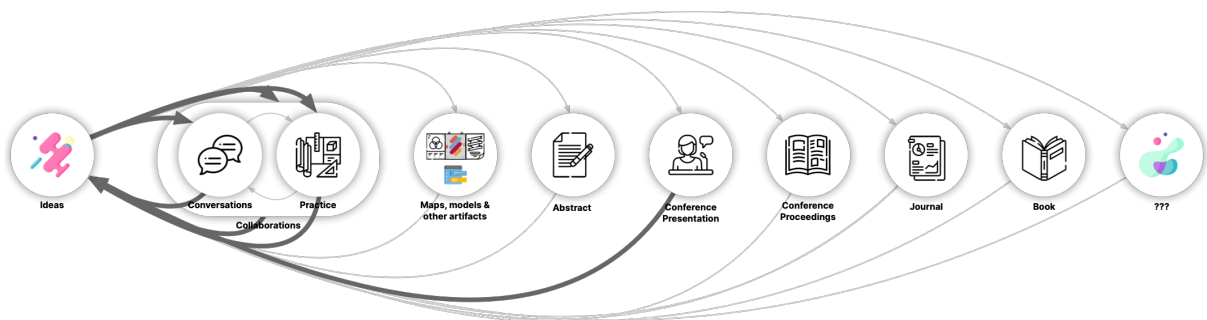 Ideas
Conversations
Practice
Collaborations
Maps, models &
other artifacts
Abstract
Conference
Presentation
Conference
Proceedings
Journal
Book
???